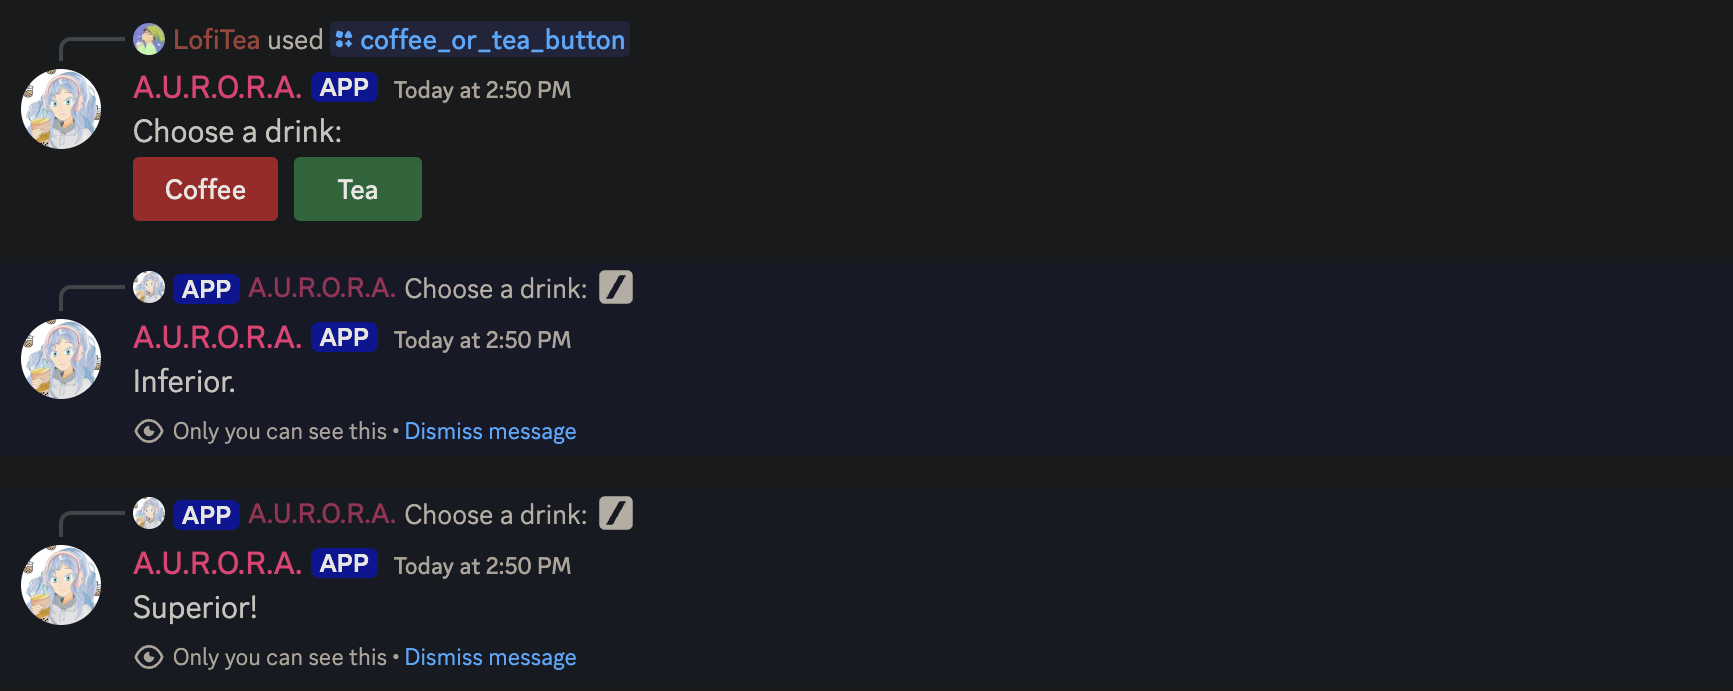 LofiTea used coffee_or_tea_button
A.U.R.O.R.A. APP Today at 2:50 PM
Choose a drink:
Coffee Tea
APP A.U.R.O.R.A. Choose a drink:
A.U.R.O.R.A. APP Today at 2:50 PM
Inferior.
Only you can see this • Dismiss message
APP A.U.R.O.R.A. Choose a drink:
A.U.R.O.R.A. APP Today at 2:50 PM
Superior!
Only you can see this • Dismiss message